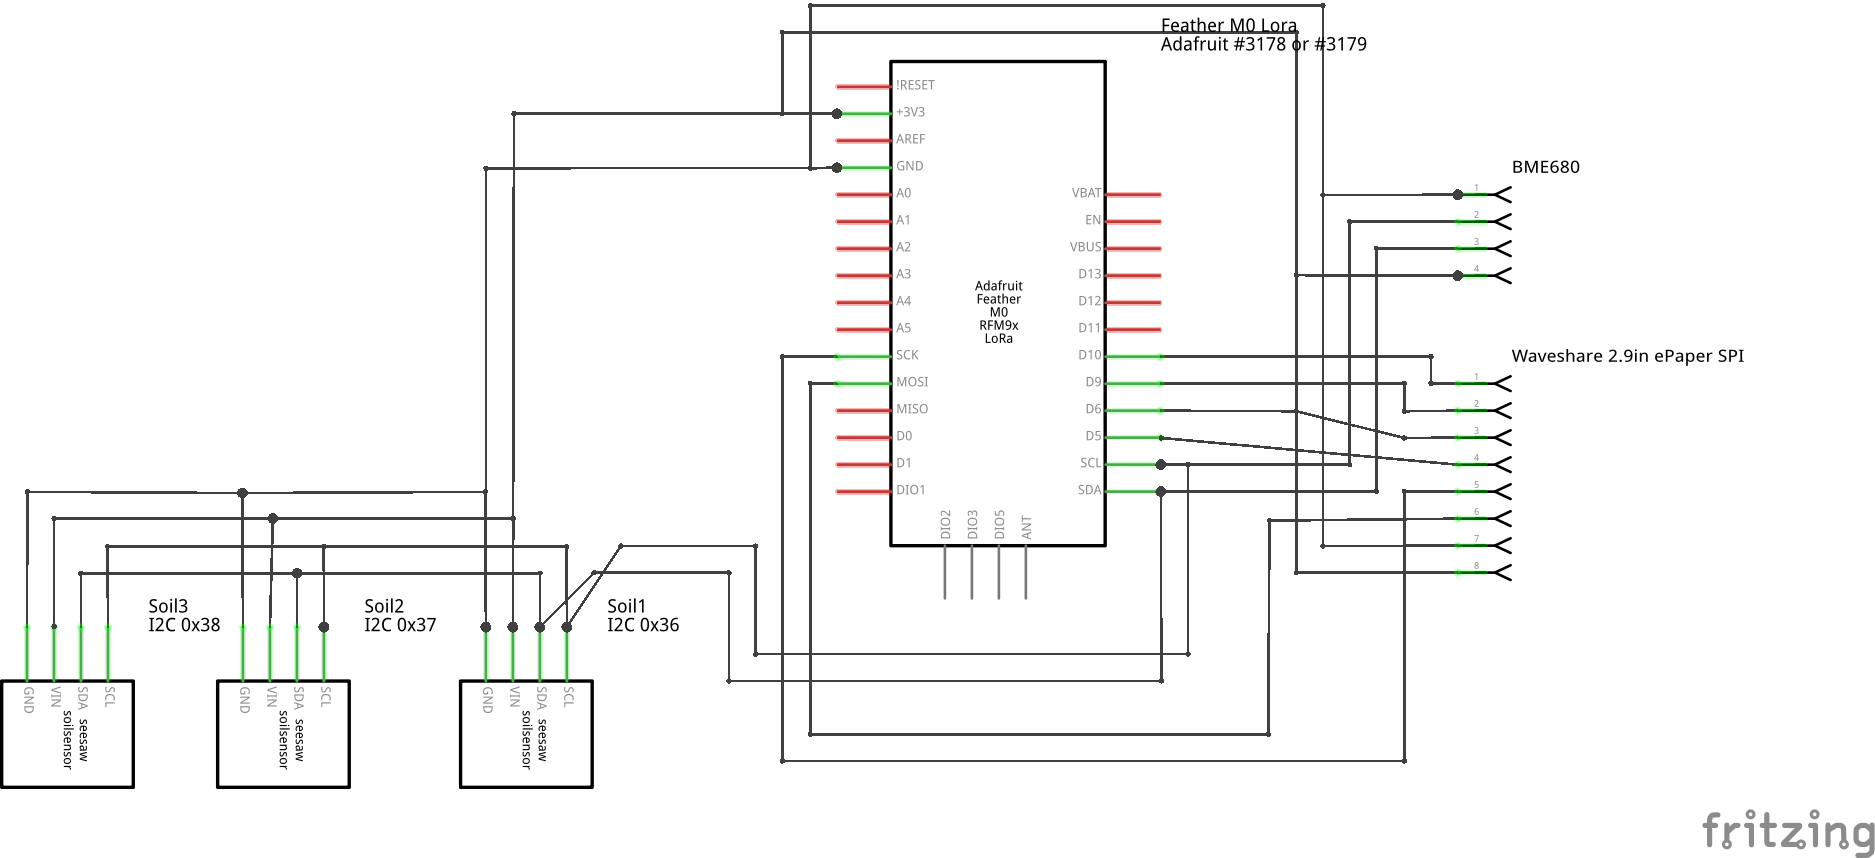 Feather M0 Lora
Adafruit #3178 or #3179
!RESET
+3V3
AREF
GND
A0
A1
A2
A3
A4
A5
SCK
MOSI
MISO
D0
D1
DIO1
VBAT
EN
VBUS
D13
D12
D11
D10
D9
D6
D5
SCL
SDA
DIO2
DIO3
DIO5
ANT
Adafruit
Feather
M0
RFM9x
LoRa
BME680
1
2
3
4
Waveshare 2.9in ePaper SPI
1
2
3
4
5
6
7
8
Soil3
I2C 0x38
GND
VIN
SDA
SCL
seesaw
soilsensor
Soil2
I2C 0x37
GND
VIN
SDA
SCL
seesaw
soilsensor
Soil1
I2C 0x36
GND
VIN
SDA
SCL
seesaw
soilsensor
fritzing